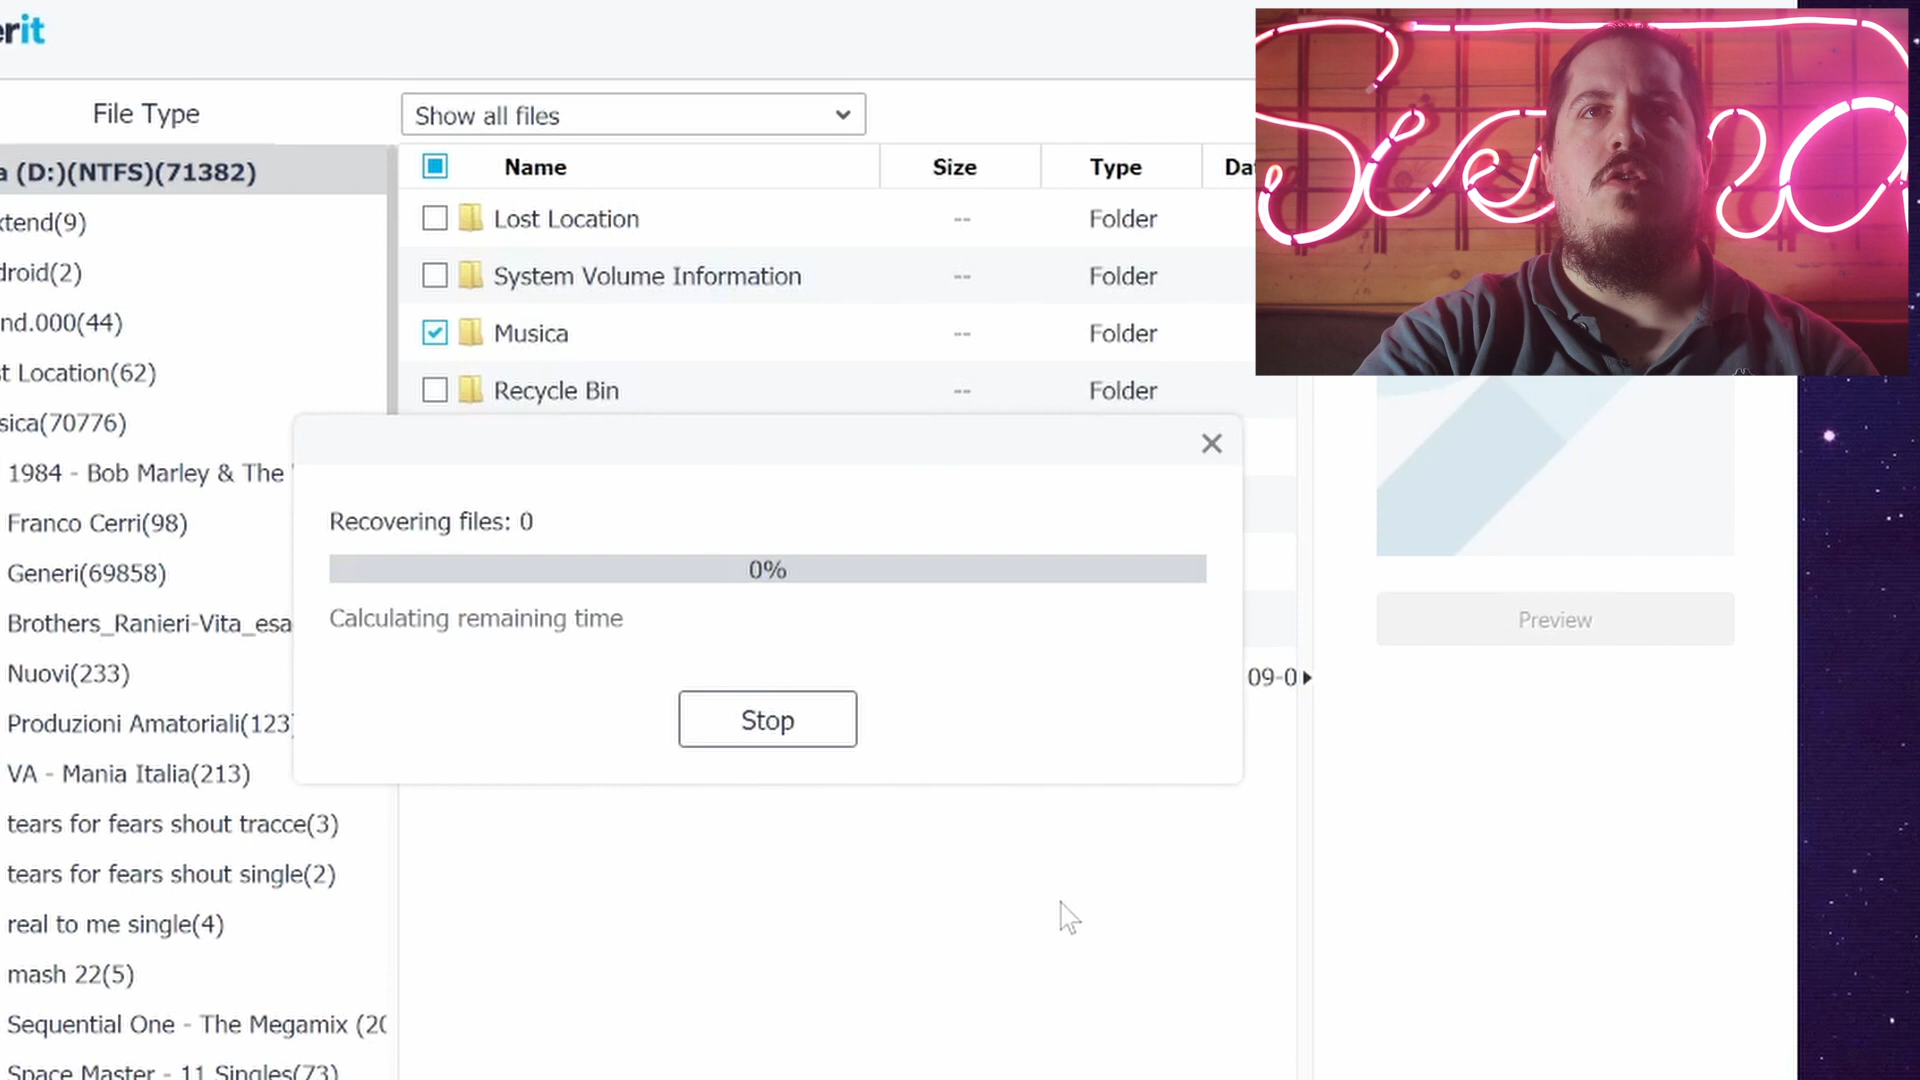 erit
File Type
Show all files
a (D:)(NTFS)(71382)
Name Size Type Da
xtend(9)
Lost Location -- Folder
droid(2)
System Volume Information -- Folder
nd.000(44)
Musica -- Folder
t Location(62)
Recycle Bin -- Folder
sica(70776)
1984 - Bob Marley & The
Franco Cerri(98)
Generi(69858)
Brothers_Ranieri-Vita_esa
Nuovi(233)
Produzioni Amatoriali(123)
VA - Mania Italia(213)
tears for fears shout tracce(3)
tears for fears shout single(2)
real to me single(4)
mash 22(5)
Sequential One - The Megamix (20
Space Master - 11 Singles(73)
Recovering files: 0
0%
Calculating remaining time
Stop
Preview
09-0